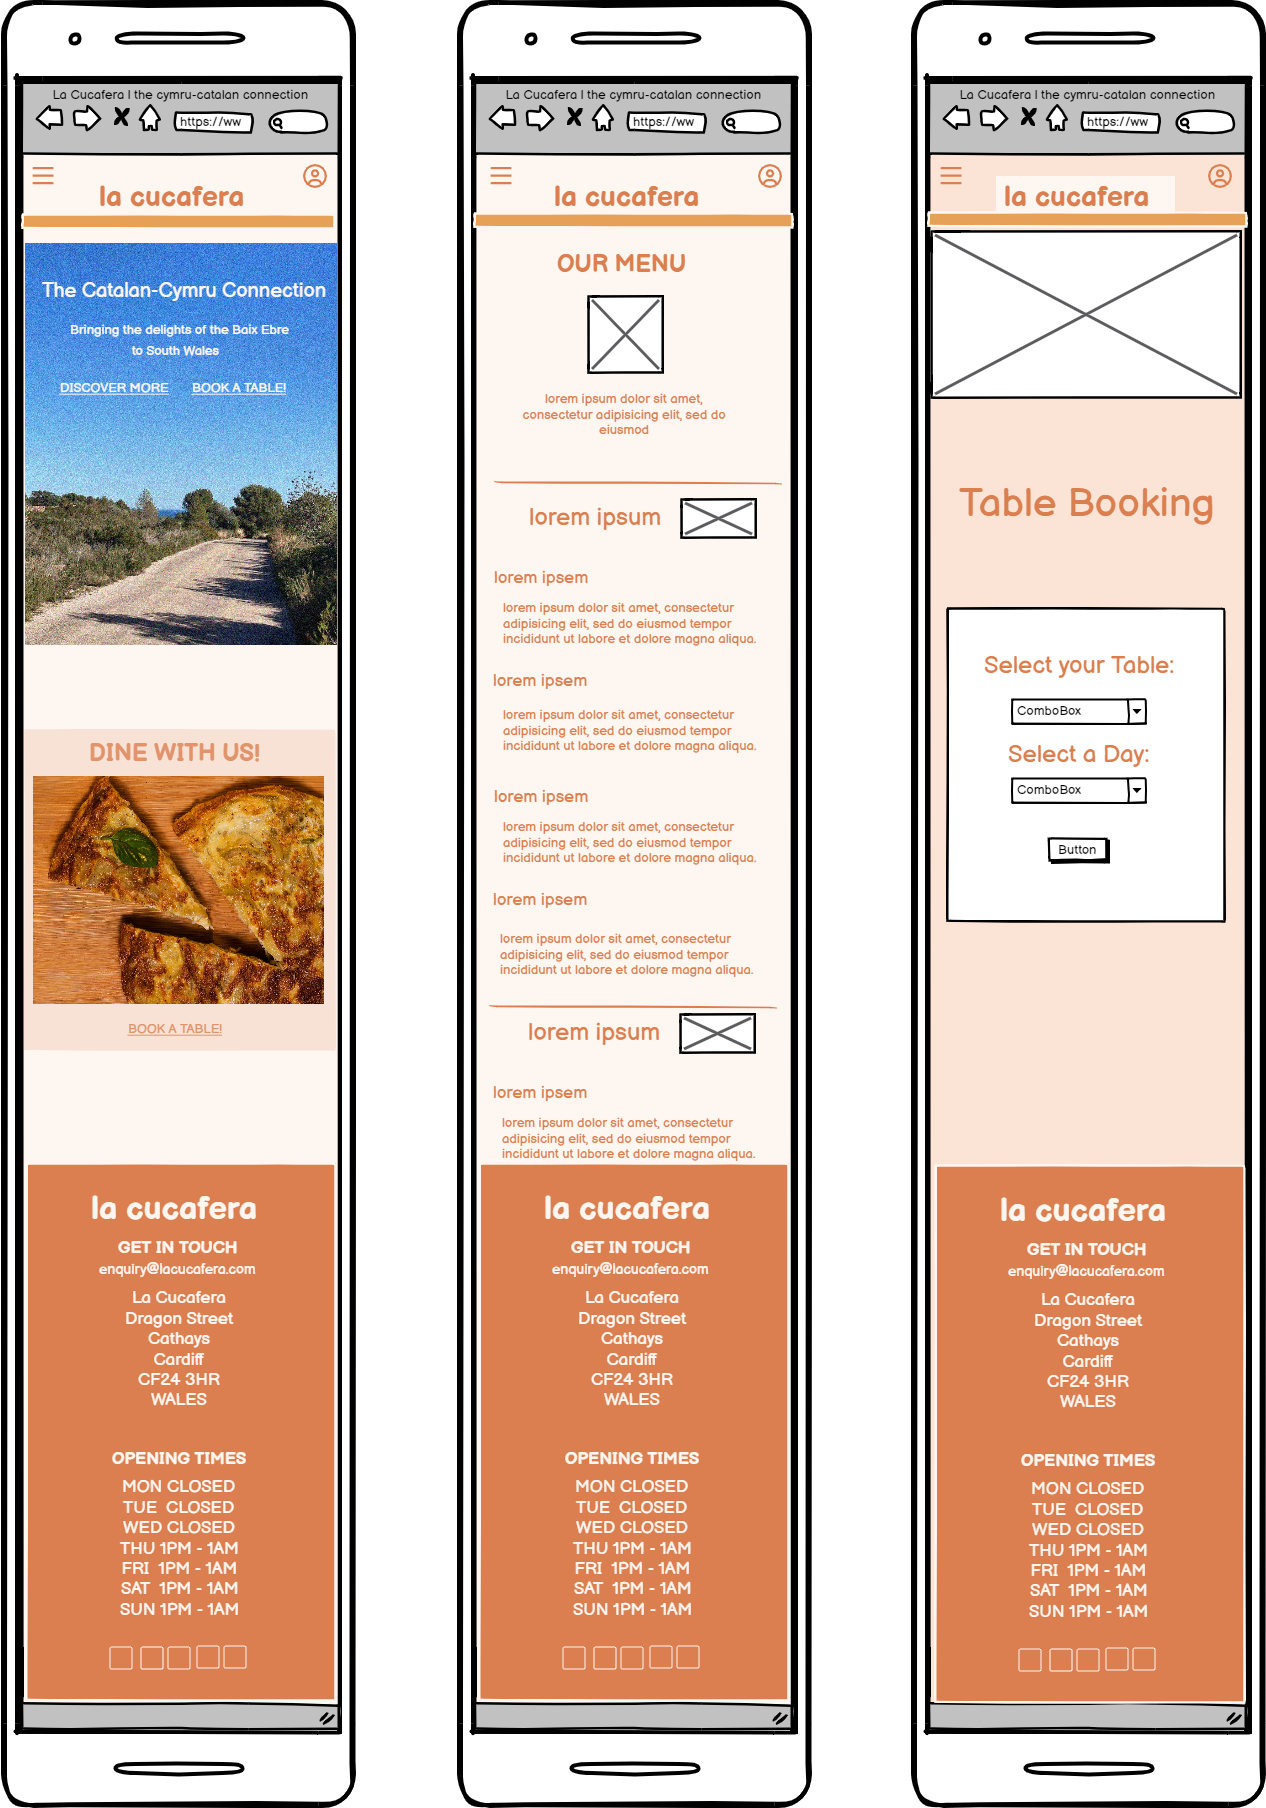 La Cucafera | the cymru-catalan connection
https://ww
la cucafera
The Catalan-Cymru Connection
Bringing the delights of the Baix Ebre
to South Wales
DISCOVER MORE BOOK A TABLE!
DINE WITH US!
BOOK A TABLE!
la cucafera
GET IN TOUCH
enquiry@lacucafera.com
La Cucafera
Dragon Street
Cathays
Cardiff
CF24 3HR
WALES
OPENING TIMES
MON CLOSED
TUE CLOSED
WED CLOSED
THU 1PM - 1AM
FRI 1PM - 1AM
SAT 1PM - 1AM
SUN 1PM - 1AM
La Cucafera | the cymru-catalan connection
https://ww
la cucafera
OUR MENU
lorem ipsum dolor sit amet,
consectetur adipisicing elit, sed do
eiusmod
lorem ipsum
lorem ipsem
lorem ipsum dolor sit amet, consectetur
adipisicing elit, sed do eiusmod tempor
incididunt ut labore et dolore magna aliqua.
lorem ipsem
lorem ipsum dolor sit amet, consectetur
adipisicing elit, sed do eiusmod tempor
incididunt ut labore et dolore magna aliqua.
lorem ipsem
lorem ipsum dolor sit amet, consectetur
adipisicing elit, sed do eiusmod tempor
incididunt ut labore et dolore magna aliqua.
lorem ipsem
lorem ipsum dolor sit amet, consectetur
adipisicing elit, sed do eiusmod tempor
incididunt ut labore et dolore magna aliqua.
lorem ipsum
lorem ipsem
lorem ipsum dolor sit amet, consectetur
adipisicing elit, sed do eiusmod tempor
incididunt ut labore et dolore magna aliqua.
la cucafera
GET IN TOUCH
enquiry@lacucafera.com
La Cucafera
Dragon Street
Cathays
Cardiff
CF24 3HR
WALES
OPENING TIMES
MON CLOSED
TUE CLOSED
WED CLOSED
THU 1PM - 1AM
FRI 1PM - 1AM
SAT 1PM - 1AM
SUN 1PM - 1AM
La Cucafera | the cymru-catalan connection
https://ww
la cucafera
Table Booking
Select your Table:
ComboBox
Select a Day:
ComboBox
Button
la cucafera
GET IN TOUCH
enquiry@lacucafera.com
La Cucafera
Dragon Street
Cathays
Cardiff
CF24 3HR
WALES
OPENING TIMES
MON CLOSED
TUE CLOSED
WED CLOSED
THU 1PM - 1AM
FRI 1PM - 1AM
SAT 1PM - 1AM
SUN 1PM - 1AM